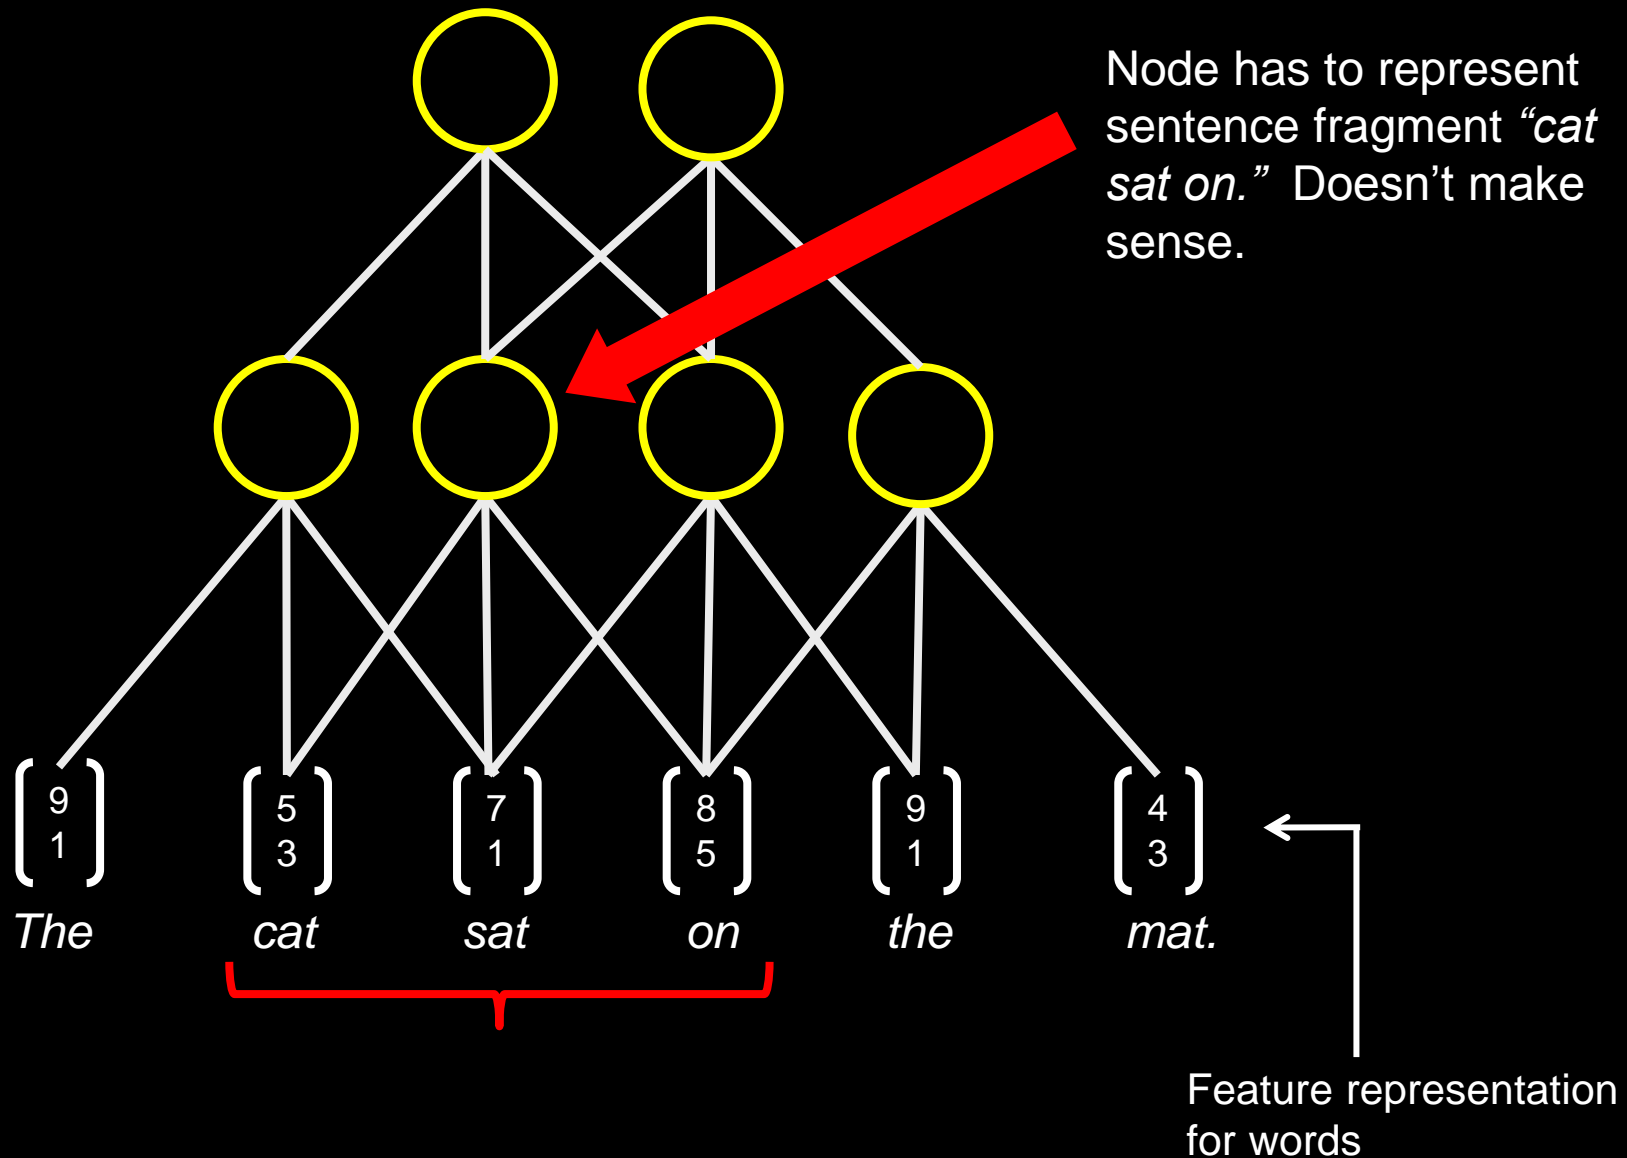 Node has to represent
sentence fragment “cat
sat on.” Doesn’t make
sense.
9 5 7 8 9 4
1 3 1 5 1 3
The cat sat on the mat.
Feature representation
for words